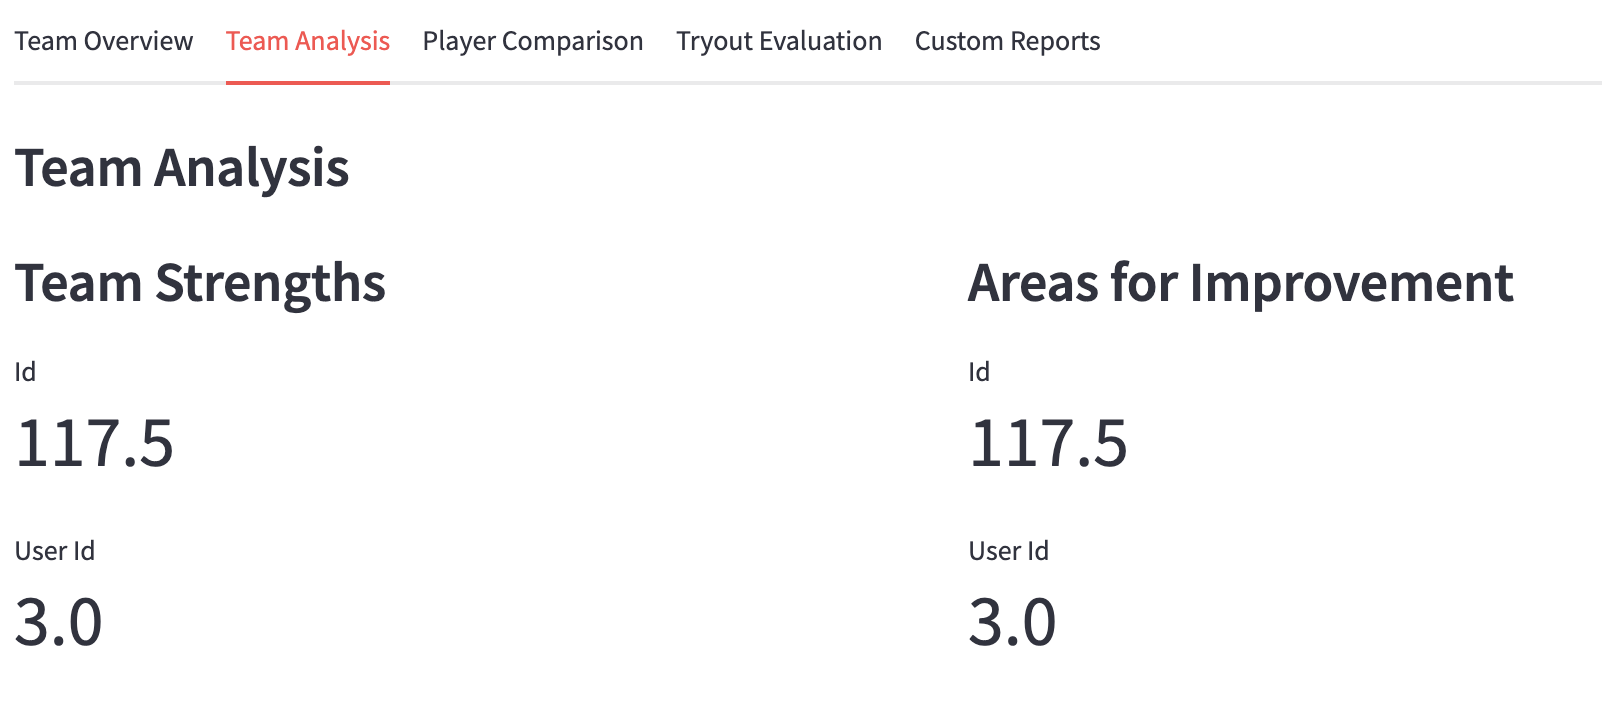 Team Overview Team Analysis Player Comparison Tryout Evaluation Custom Reports
Team Analysis
Team Strengths
Id
117.5
User Id
3.0
Areas for Improvement
Id
117.5
User Id
3.0